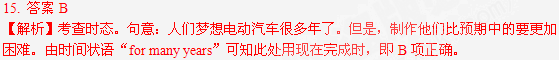 15. 答案 B
【解析】考查时态。句意：人们梦想电动汽车很多年了。但是，制作他们比预期中的要更加
困难。由时间状语“for many years”可知此处用现在完成时，即 B 项正确。